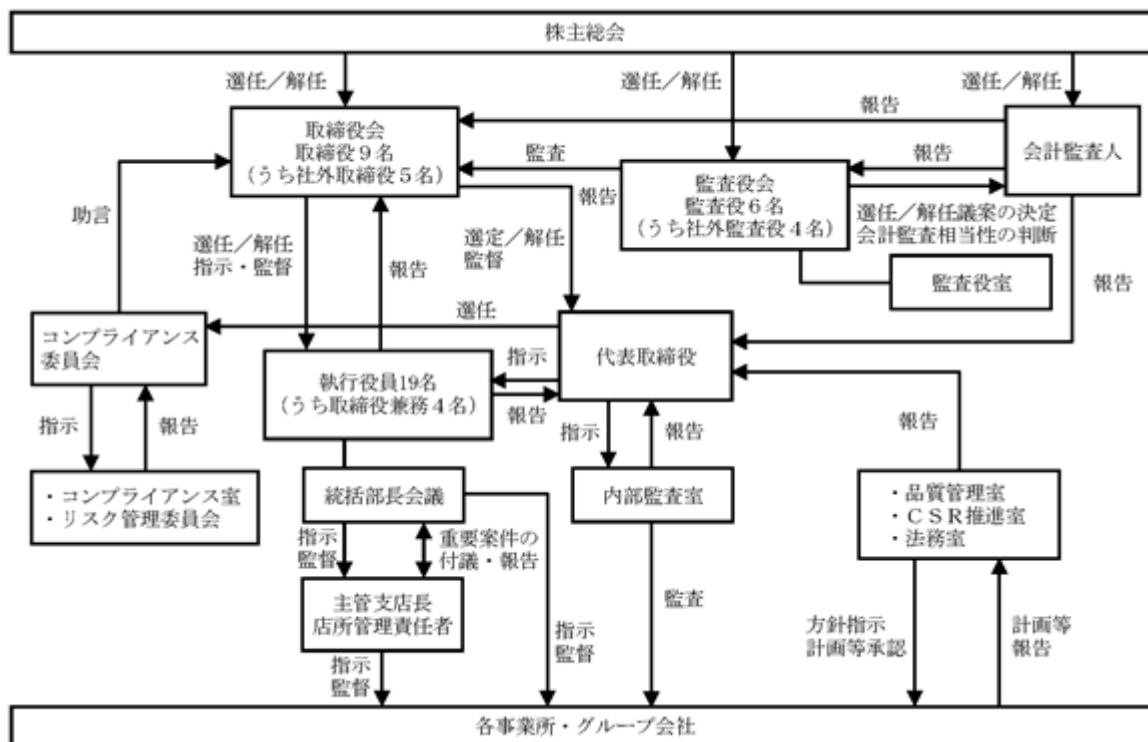 株主総会
選任／解任
選任／解任
選任／解任
報告
取締役会
取締役９名
（うち社外取締役５名）
会計監査人
監査
報告
監査役会
監査役６名
（うち社外監査役４名）
報告
助言
選任／解任議案の決定
会計監査相当性の判断
選任／解任
指示・監督
選定／解任
監督
報告
監査役室
報告
選任
コンプライアンス
委員会
代表取締役
執行役員19名
（うち取締役兼務４名）
指示
報告
指示
報告
指示
報告
報告
・コンプライアンス室
・リスク管理委員会
統括部長会議
内部監査室
・品質管理室
・ＣＳＲ推進室
・法務室
指示
監督
重要案件の
付議・報告
主管支店長
店所管理責任者
監査
指示
監督
方針指示
計画等承認
計画等
報告
指示
監督
各事業所・グループ会社